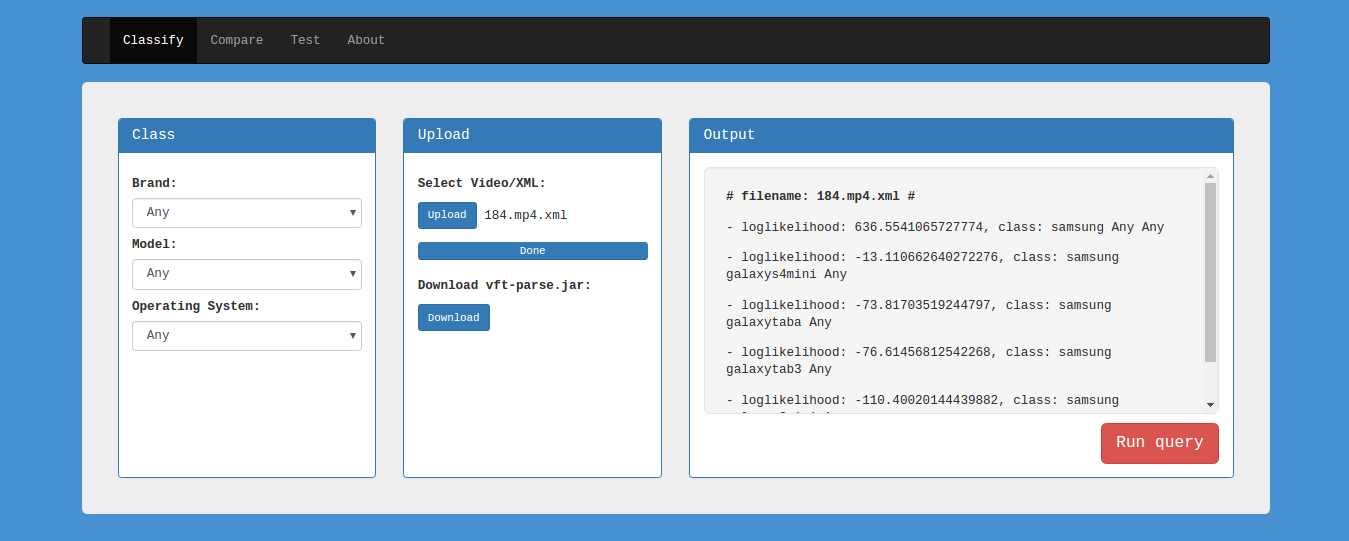 Classify Compare Test About
Class
Brand:
Any
Model:
Any
Operating System:
Any
Upload
Select Video/XML:
Upload 184.mp4.xml
Done
Download vft-parse.jar:
Download
Output
# filename: 184.mp4.xml #
- loglikelihood: 636.5541065727774, class: samsung Any Any
- loglikelihood: -13.110662640272276, class: samsung
galaxys4mini Any
- loglikelihood: -73.81703519244797, class: samsung
galaxytaba Any
- loglikelihood: -76.61456812542268, class: samsung
galaxytab3 Any
- loglikelihood: -110.40020144439882, class: samsung
Run query